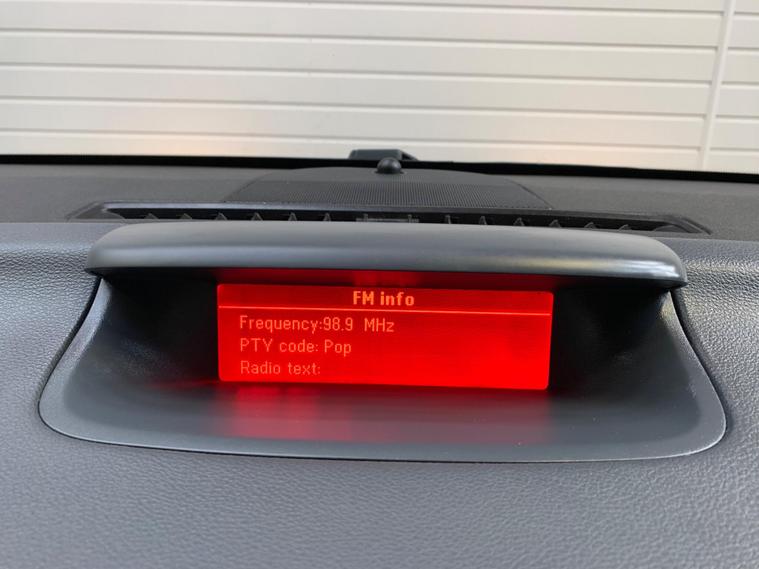 FM info
Frequency:98.9 MHz
PTY code: Pop
Radio text: